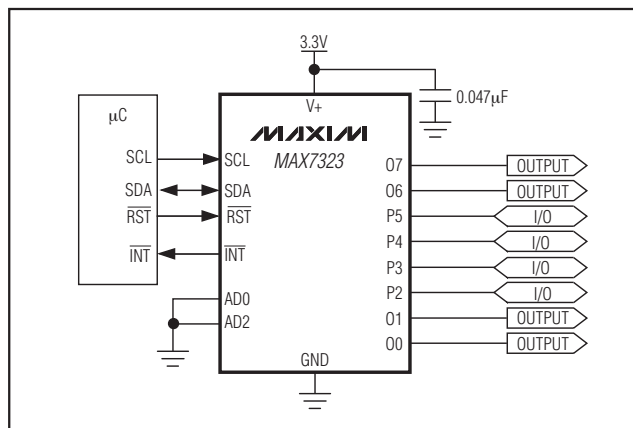 3.3V
V+
0.047μF
μC
MAXIM
MAX7323
SCL
SCL
O7
OUTPUT
SDA
SDA
O6
OUTPUT
RST
RST
P5
I/O
P4
I/O
INT
INT
P3
I/O
P2
I/O
AD0
O1
OUTPUT
AD2
O0
OUTPUT
GND